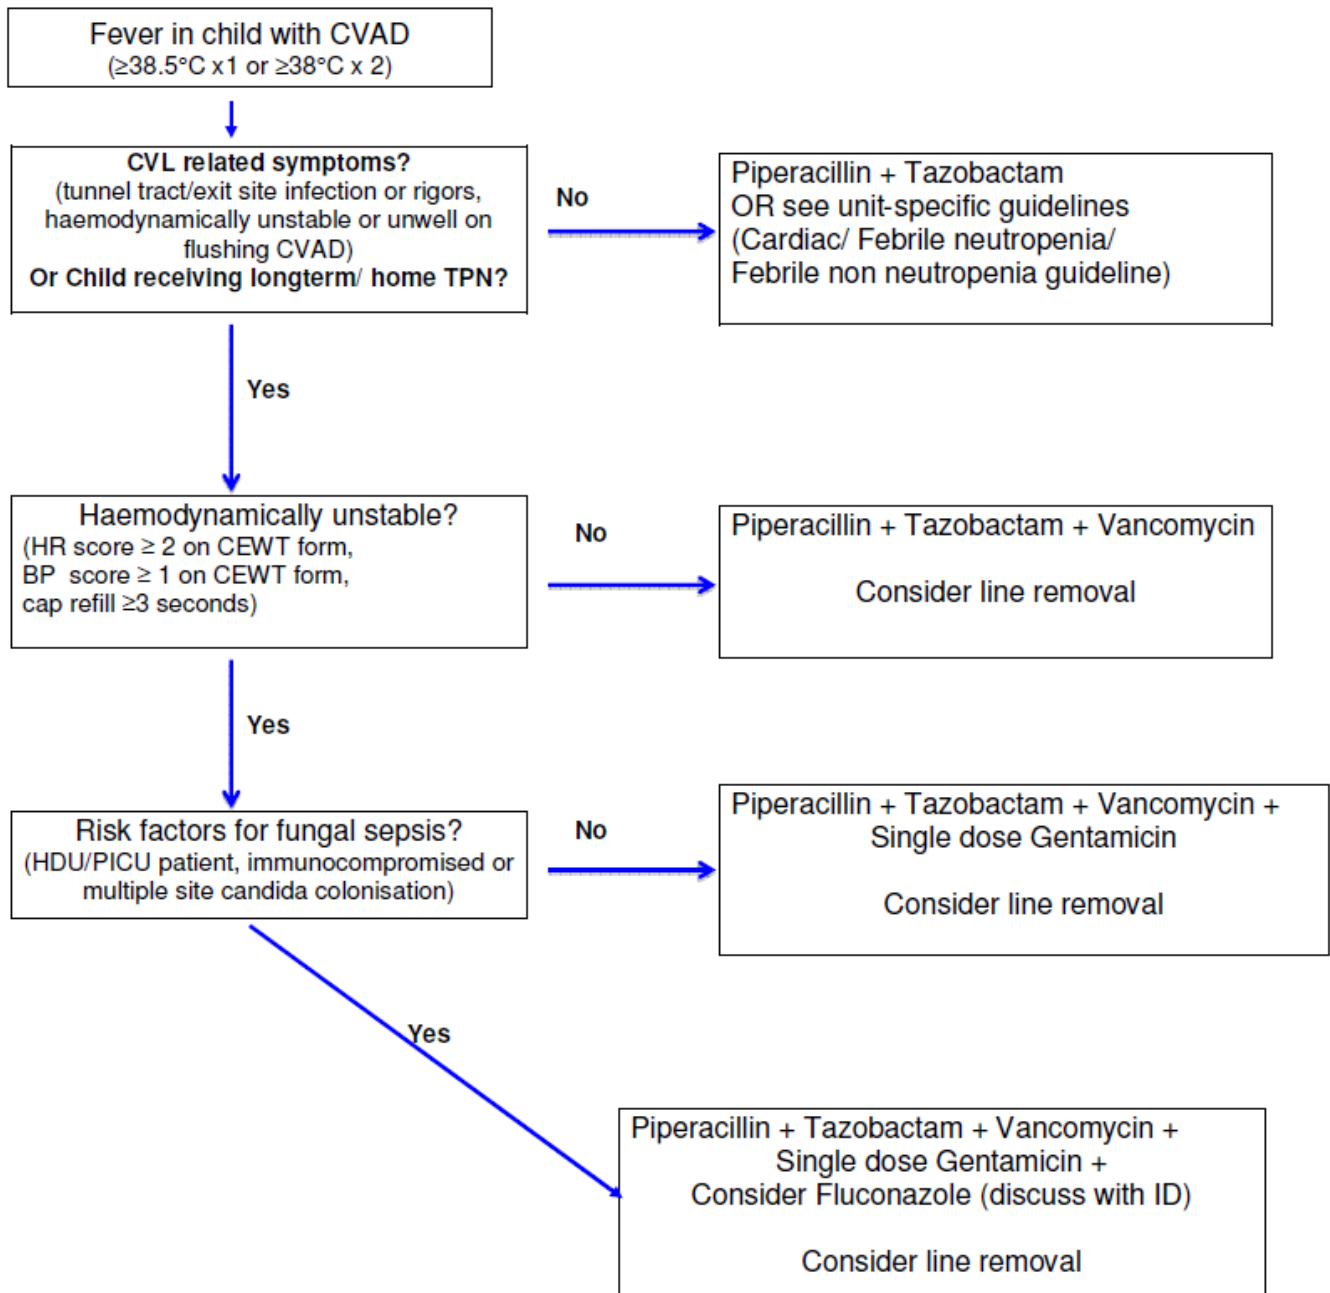 Fever in child with CVAD
(≥38.5°C x1 or ≥38°C x 2)
CVL related symptoms?
(tunnel tract/exit site infection or rigors,
haemodynamically unstable or unwell on
flushing CVAD)
Or Child receiving longterm/ home TPN?
No
Piperacillin + Tazobactam
OR see unit-specific guidelines
(Cardiac/ Febrile neutropenia/
Febrile non neutropenia guideline)
Yes
Haemodynamically unstable?
(HR score ≥ 2 on CEWT form,
BP score ≥ 1 on CEWT form,
cap refill ≥3 seconds)
No
Piperacillin + Tazobactam + Vancomycin
Consider line removal
Yes
Risk factors for fungal sepsis?
(HDU/PICU patient, immunocompromised or
multiple site candida colonisation)
No
Piperacillin + Tazobactam + Vancomycin +
Single dose Gentamicin
Consider line removal
Yes
Piperacillin + Tazobactam + Vancomycin +
Single dose Gentamicin +
Consider Fluconazole (discuss with ID)
Consider line removal